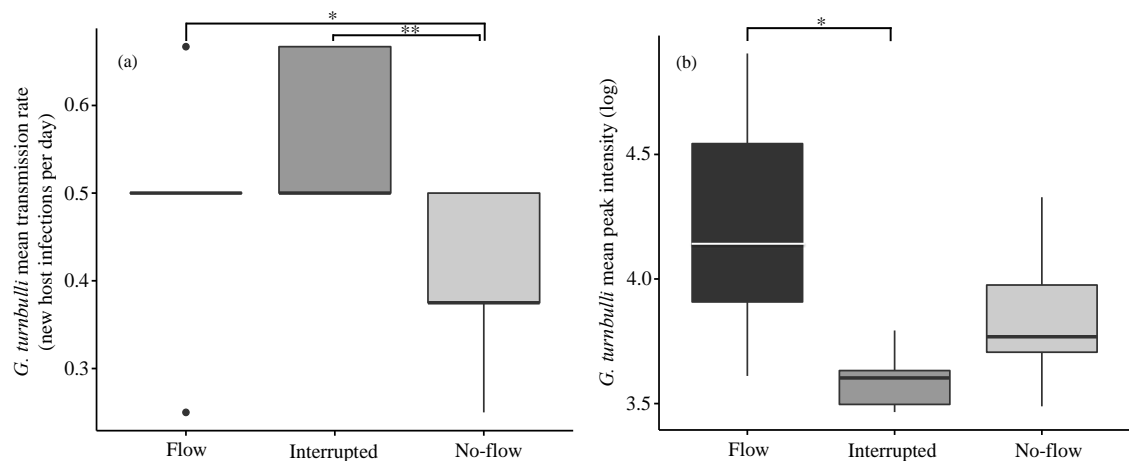 *
**
(a)
G. turnbulli mean transmission rate
(new host infections per day)
0.6
0.5
0.4
0.3
Flow
Interrupted
No-flow
*
(b)
G. turnbulli mean peak intensity (log)
4.5
4.0
3.5
Flow
Interrupted
No-flow